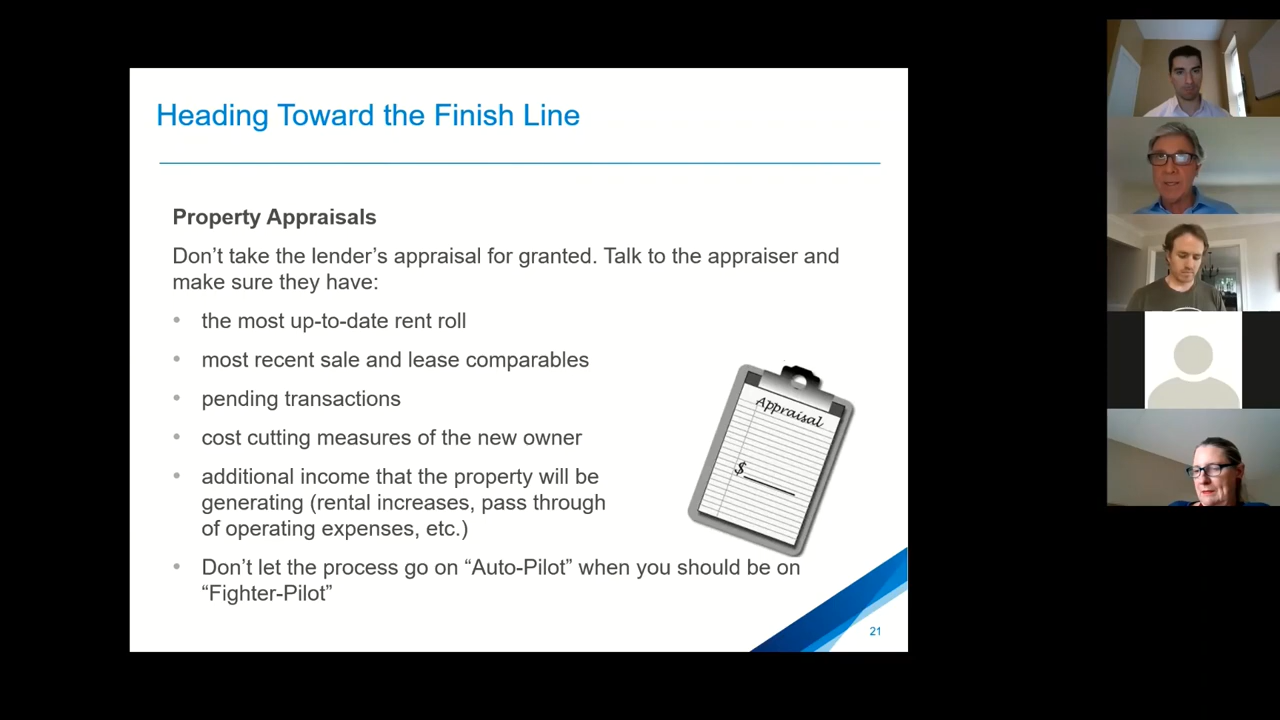 Heading Toward the Finish Line
Property Appraisals
Don’t take the lender’s appraisal for granted. Talk to the appraiser and
make sure they have:
• the most up-to-date rent roll
• most recent sale and lease comparables
• pending transactions
• cost cutting measures of the new owner
• additional income that the property will be
generating (rental increases, pass through
of operating expenses, etc.)
Appraisal
$
• Don’t let the process go on “Auto-Pilot” when you should be on
“Fighter-Pilot”
21